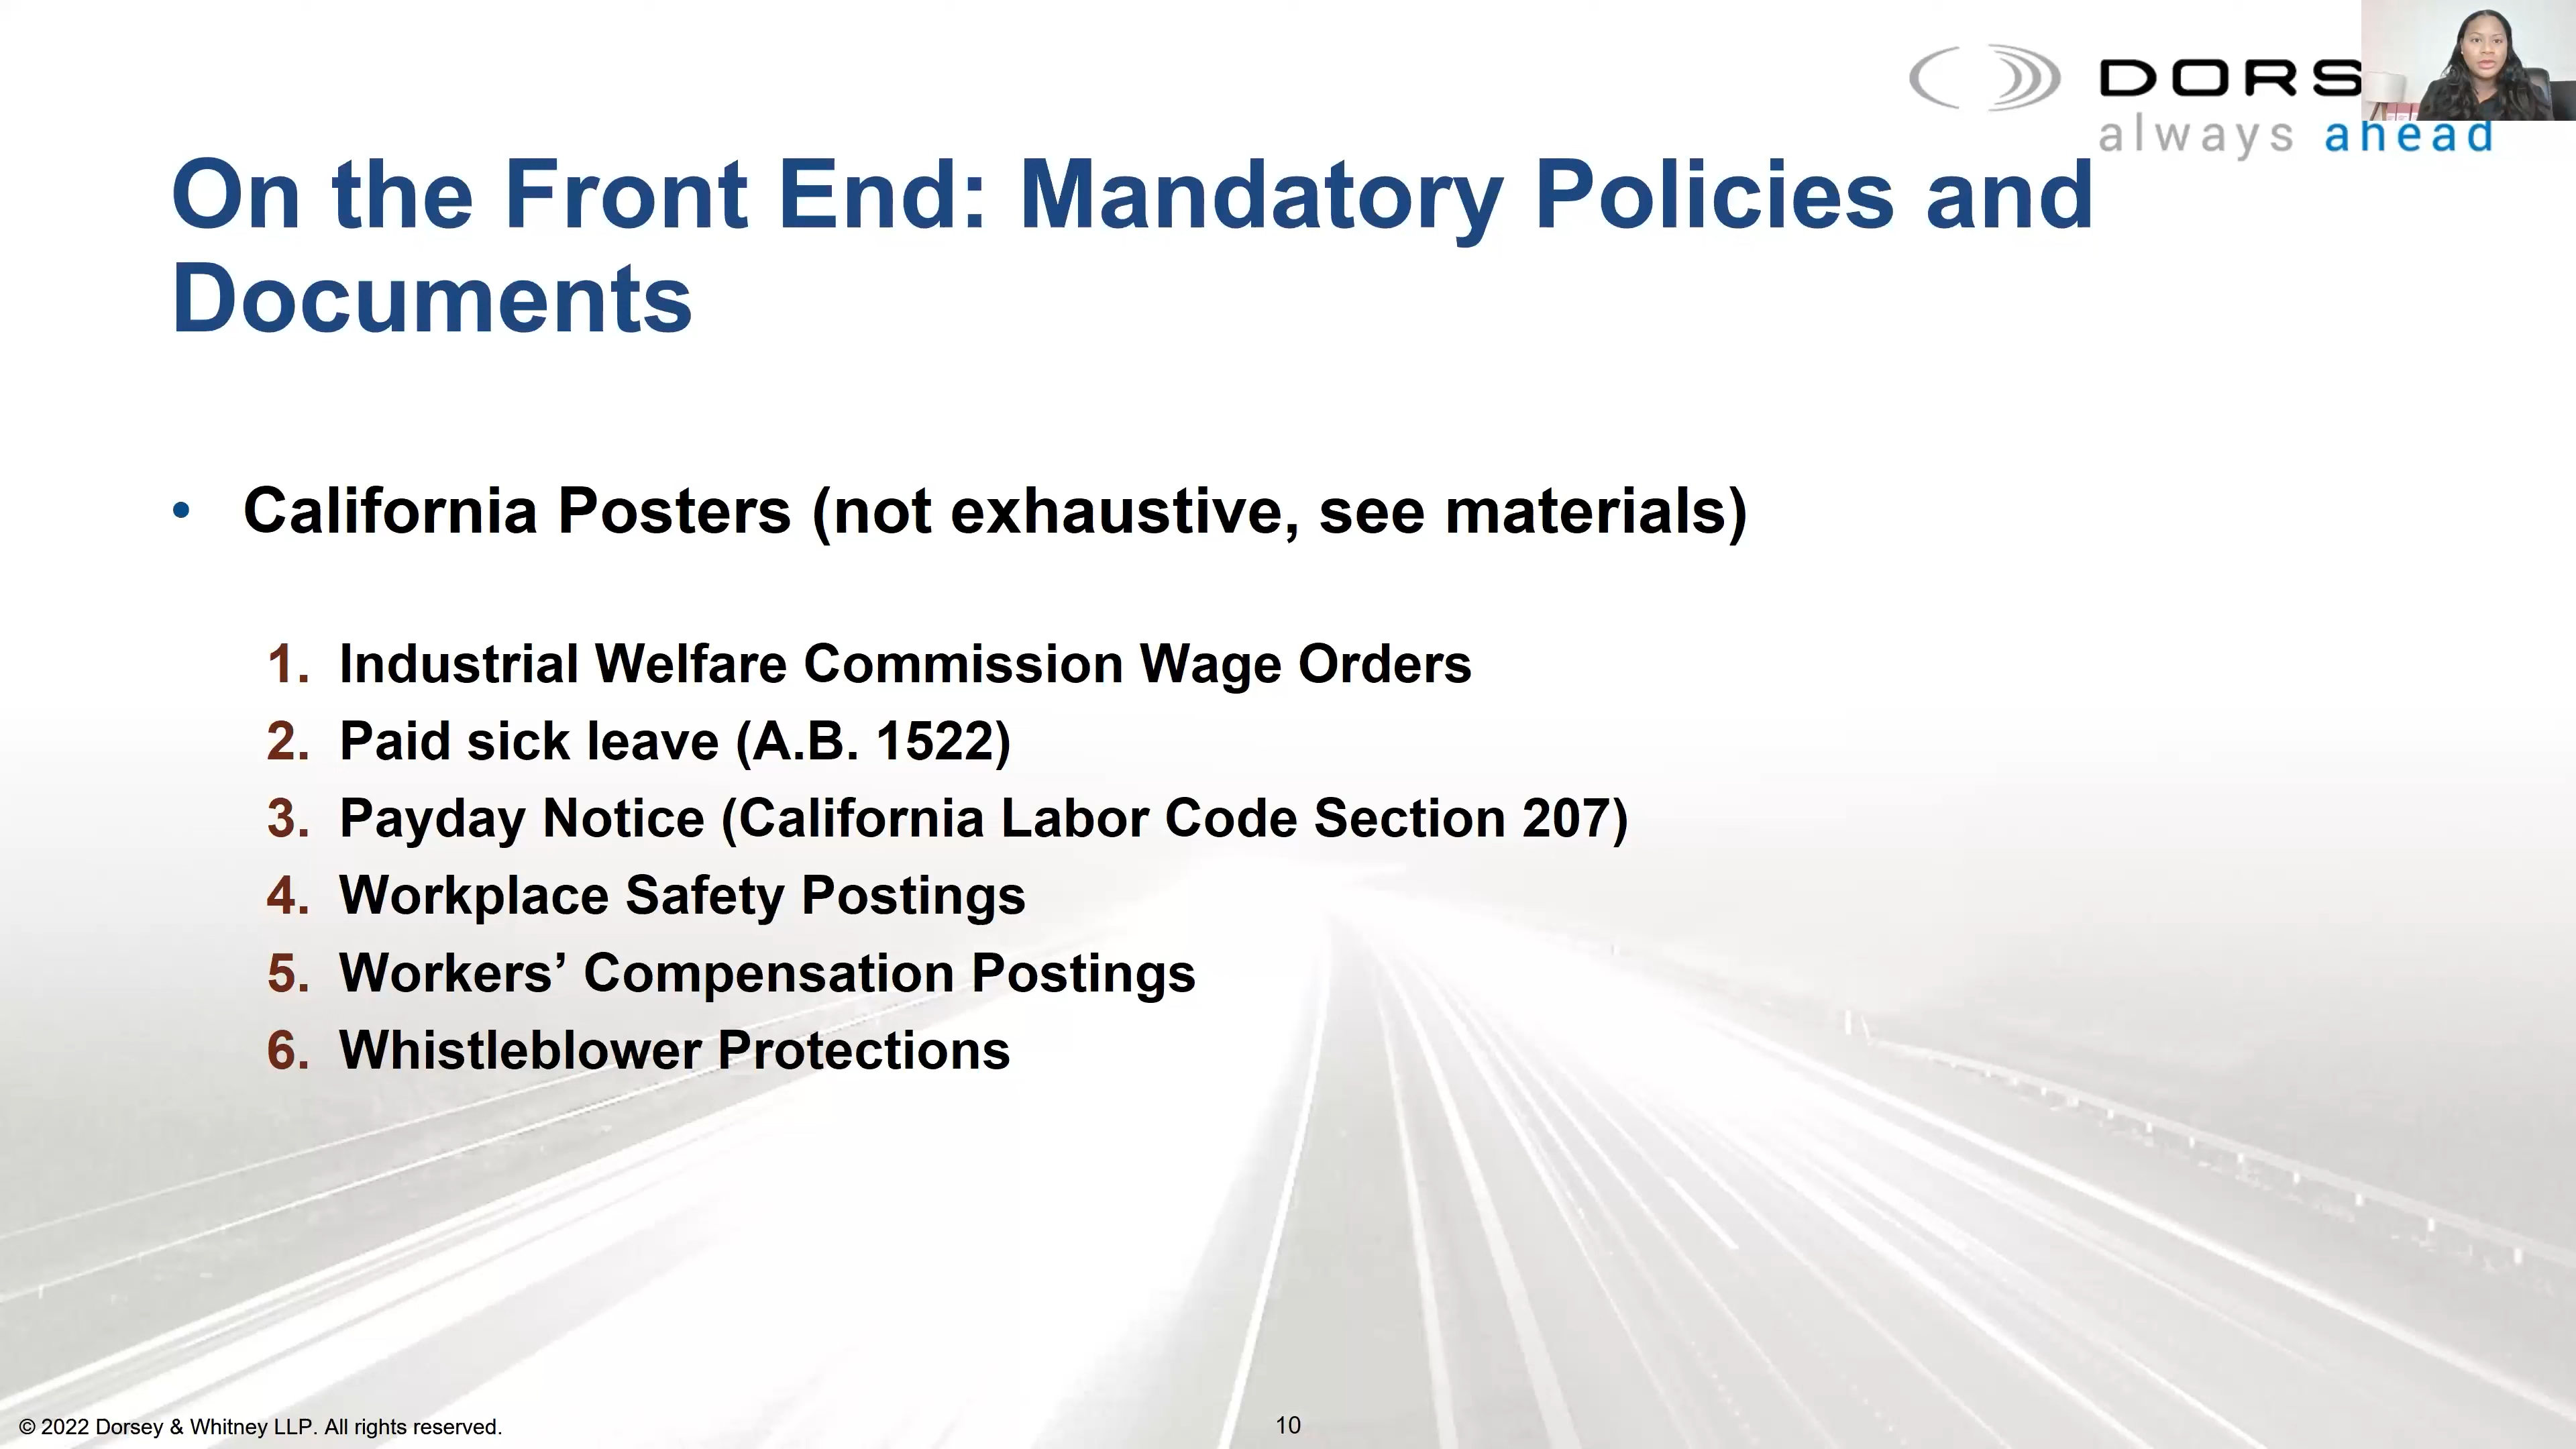 DORS
always ahead
On the Front End: Mandatory Policies and
Documents
• California Posters (not exhaustive, see materials)
1. Industrial Welfare Commission Wage Orders
2. Paid sick leave (A.B. 1522)
3. Payday Notice (California Labor Code Section 207)
4. Workplace Safety Postings
5. Workers’ Compensation Postings
6. Whistleblower Protections
© 2022 Dorsey & Whitney LLP. All rights reserved.
10